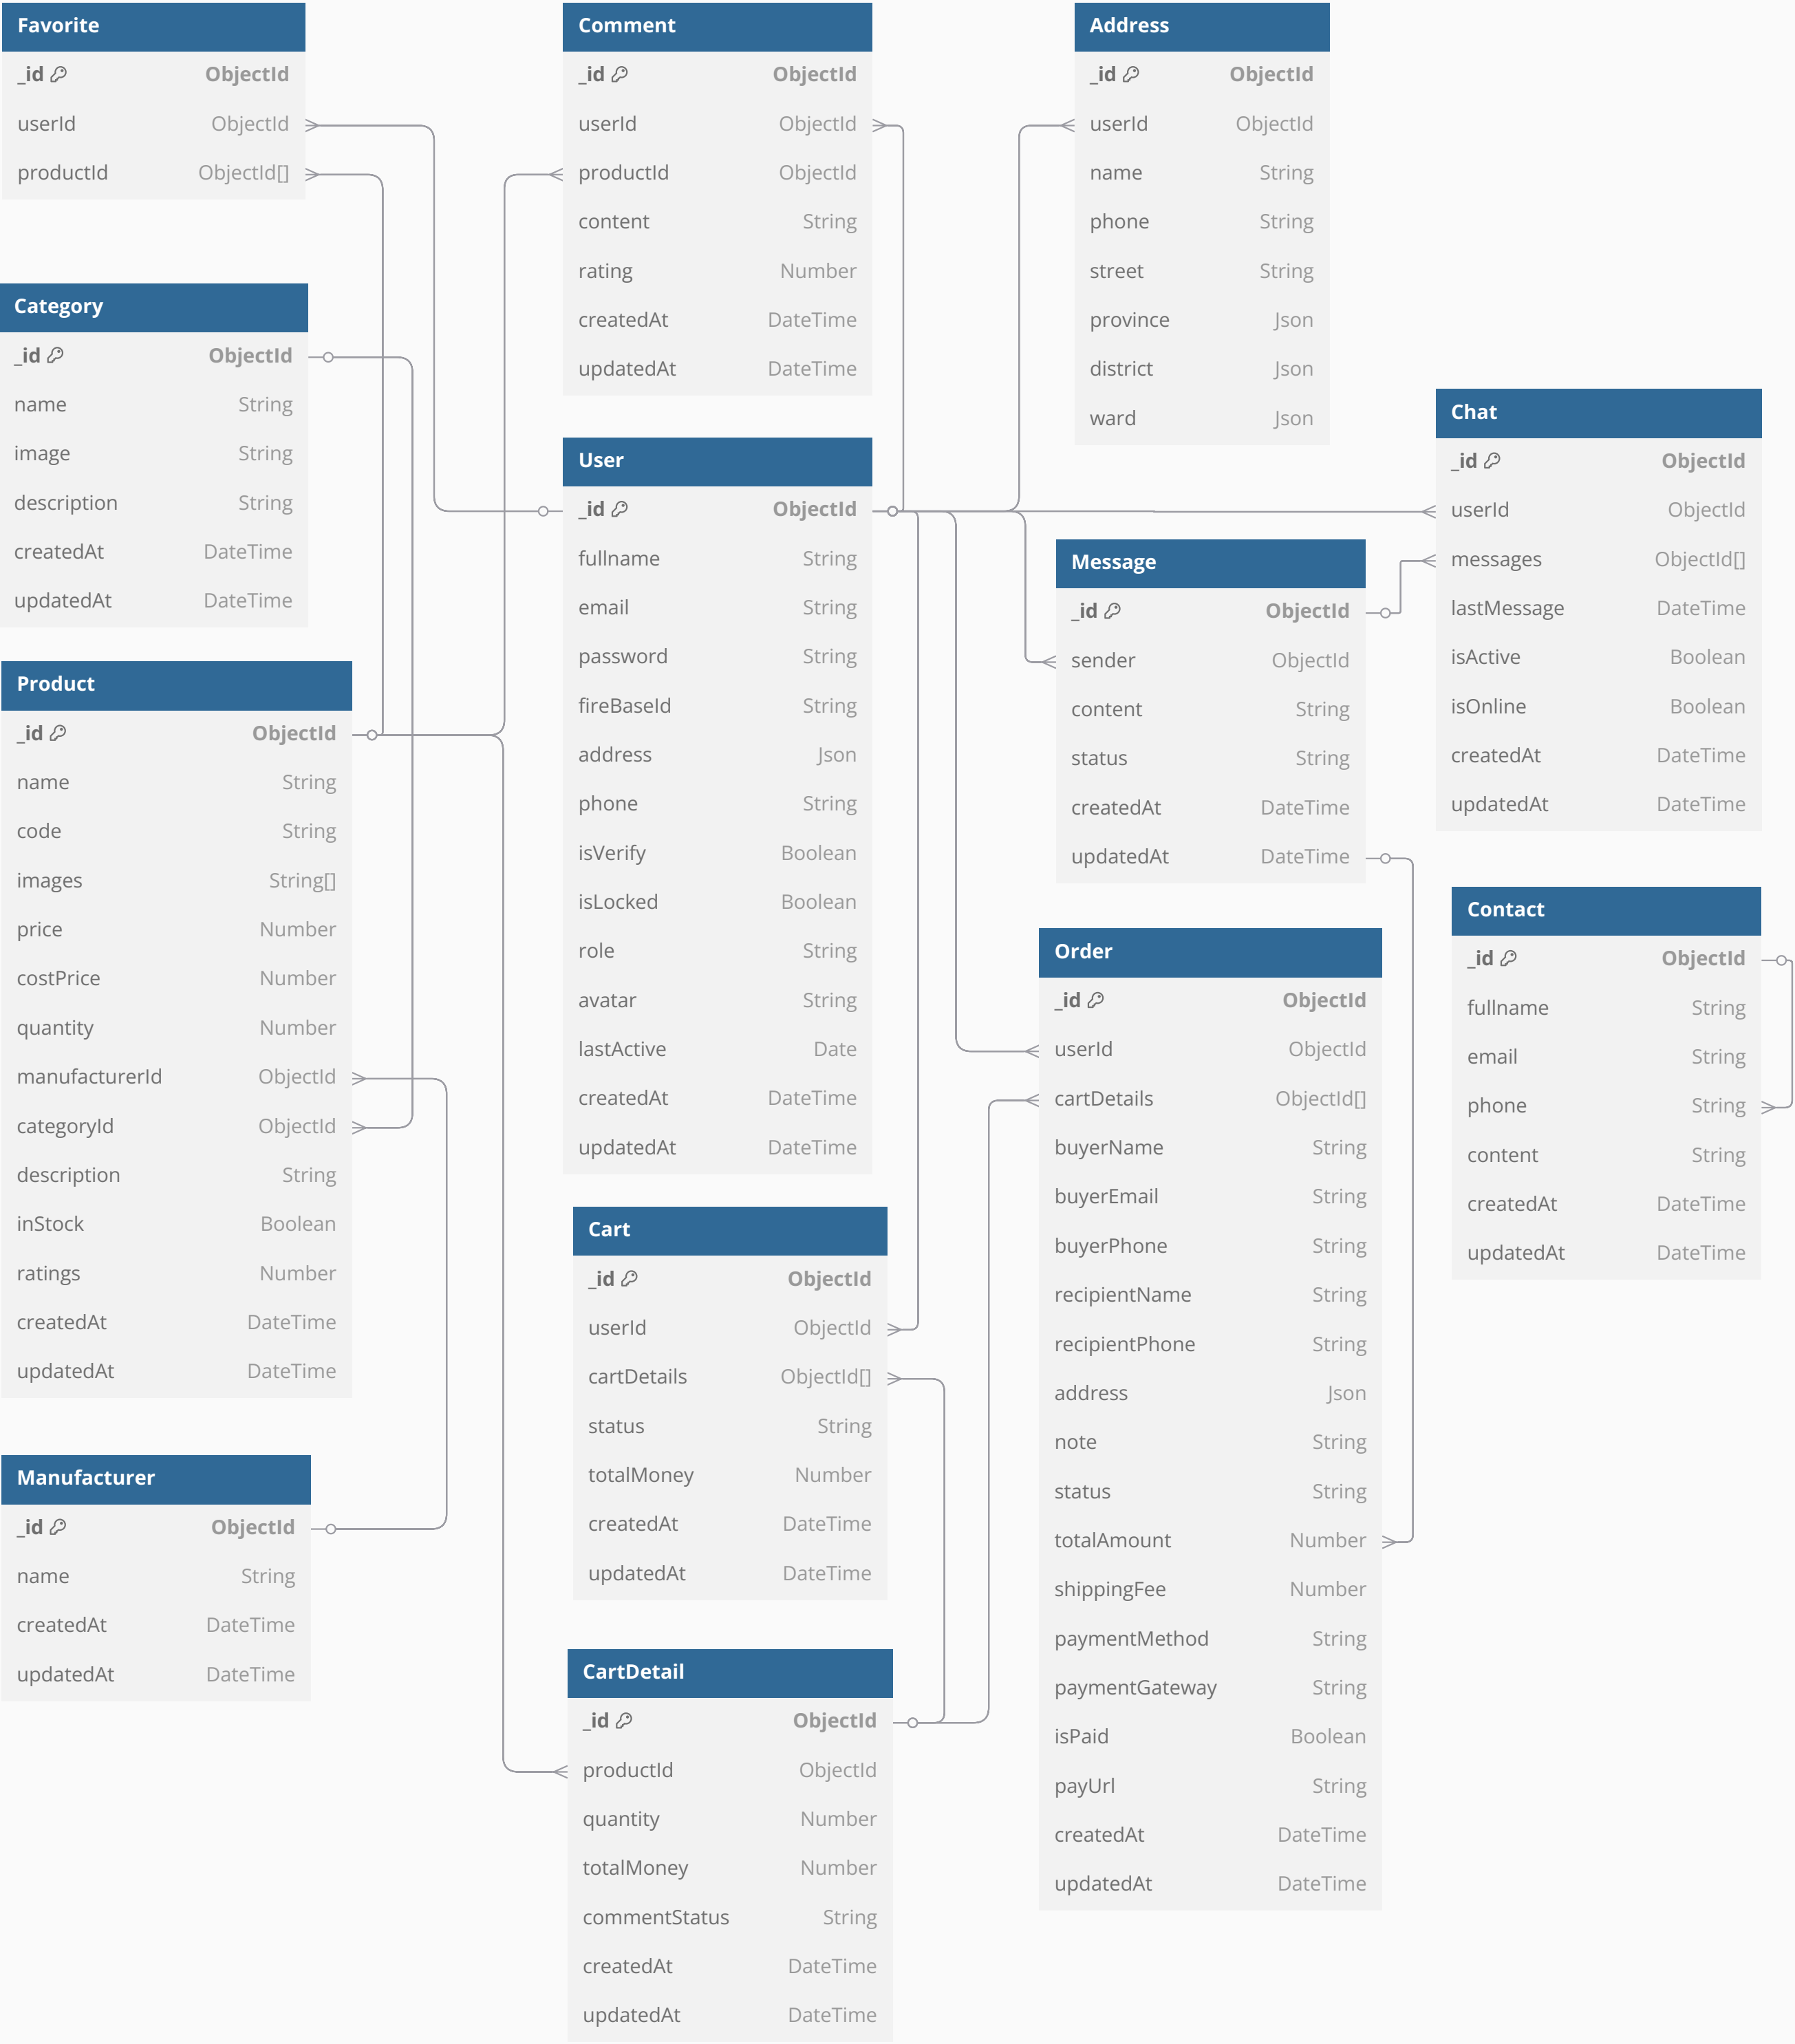 Favorite
_id ObjectId
userId ObjectId
productId ObjectId[]
Category
_id ObjectId
name String
image String
description String
createdAt DateTime
updatedAt DateTime
Product
_id ObjectId
name String
code String
images String[]
price Number
costPrice Number
quantity Number
manufacturerId ObjectId
categoryId ObjectId
description String
inStock Boolean
ratings Number
createdAt DateTime
updatedAt DateTime
Manufacturer
_id ObjectId
name String
createdAt DateTime
updatedAt DateTime
Comment
_id ObjectId
userId ObjectId
productId ObjectId
content String
rating Number
createdAt DateTime
updatedAt DateTime
User
_id ObjectId
fullname String
email String
password String
fireBaseId String
address Json
phone String
isVerify Boolean
isLocked Boolean
role String
avatar String
lastActive Date
createdAt DateTime
updatedAt DateTime
Cart
_id ObjectId
userId ObjectId
cartDetails ObjectId[]
status String
totalMoney Number
createdAt DateTime
updatedAt DateTime
CartDetail
_id ObjectId
productId ObjectId
quantity Number
totalMoney Number
commentStatus String
createdAt DateTime
updatedAt DateTime
Address
_id ObjectId
userId ObjectId
name String
phone String
street String
province Json
district Json
ward Json
Message
_id ObjectId
sender ObjectId
content String
status String
createdAt DateTime
updatedAt DateTime
Order
_id ObjectId
userId ObjectId
cartDetails ObjectId[]
buyerName String
buyerEmail String
buyerPhone String
recipientName String
recipientPhone String
address Json
note String
status String
totalAmount Number
shippingFee Number
paymentMethod String
paymentGateway String
isPaid Boolean
payUrl String
createdAt DateTime
updatedAt DateTime
Chat
_id ObjectId
userId ObjectId
messages ObjectId[]
lastMessage DateTime
isActive Boolean
isOnline Boolean
createdAt DateTime
updatedAt DateTime
Contact
_id ObjectId
fullname String
email String
phone String
content String
createdAt DateTime
updatedAt DateTime